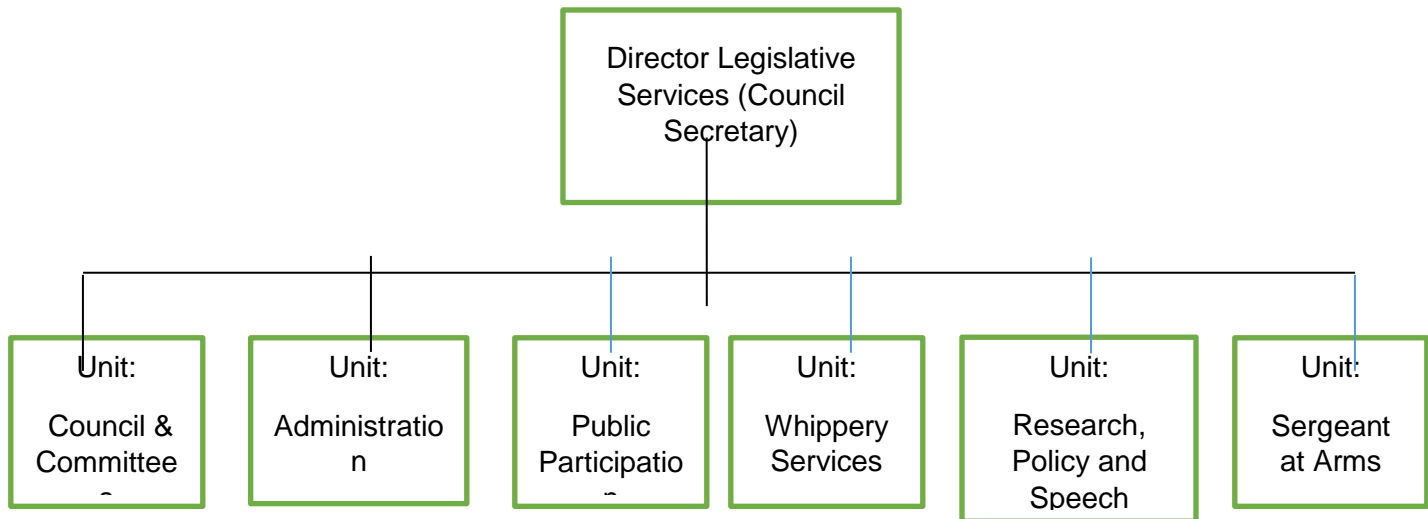 Director Legislative
Services (Council
Secretary)
Unit:
Council &
Committee
Unit:
Administratio
n
Unit:
Public
Participatio
n
Unit:
Whippery
Services
Unit:
Research,
Policy and
Speech
Unit:
Sergeant
at Arms